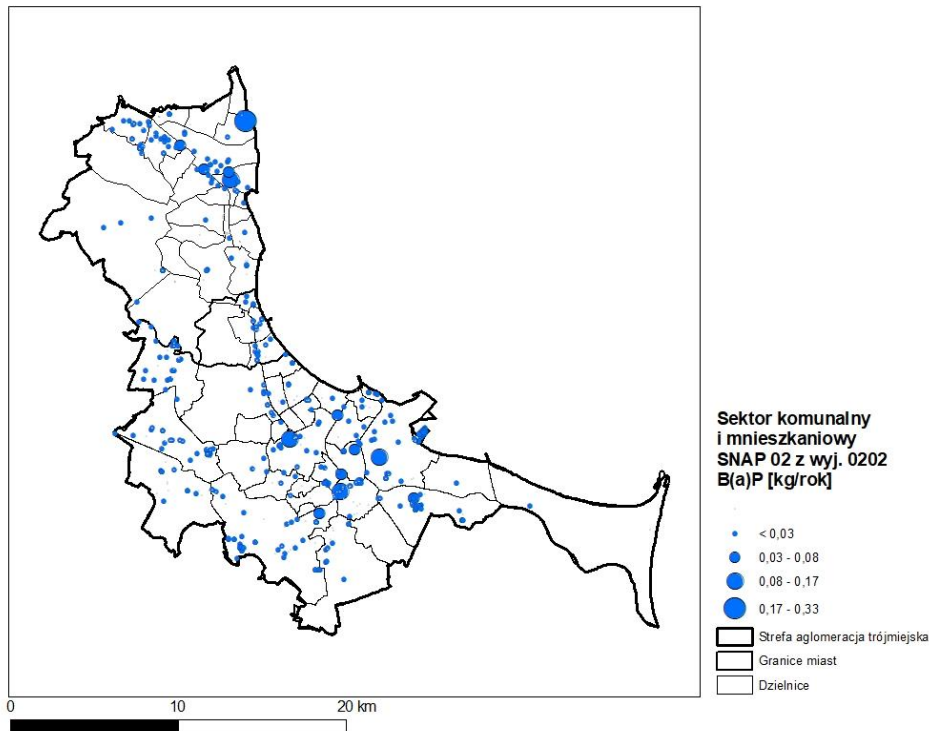 Sektor komunalny
i mnieszkaniowy
SNAP 02 z wyj. 0202
B(a)P [kg/rok]
< 0,03
0,03 - 0,08
0,08 - 0,17
0,17 - 0,33
Strefa aglomeracja trójmiejska
Granice miast
Dzielnice
0 10 20 km